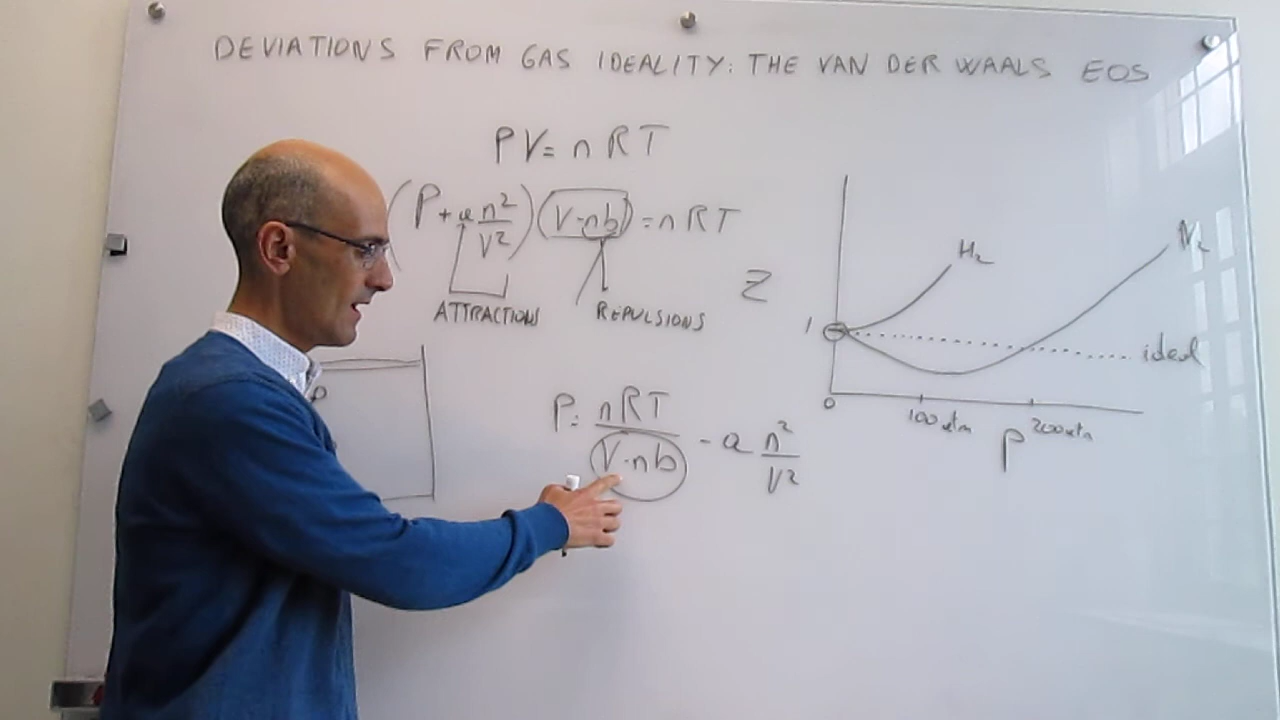 DEVIATIONS FROM GAS IDEALITY: THE VAN DER WAALS EOS
PV = nRT
(P + a n²/V²)(V-nb) = nRT
ATTRACTIONS
REPULSIONS
P = nRT/(V-nb) - a n²/V²
Z
H₂
N₂
1
ideal
0
100 atm
200 atm
P
P